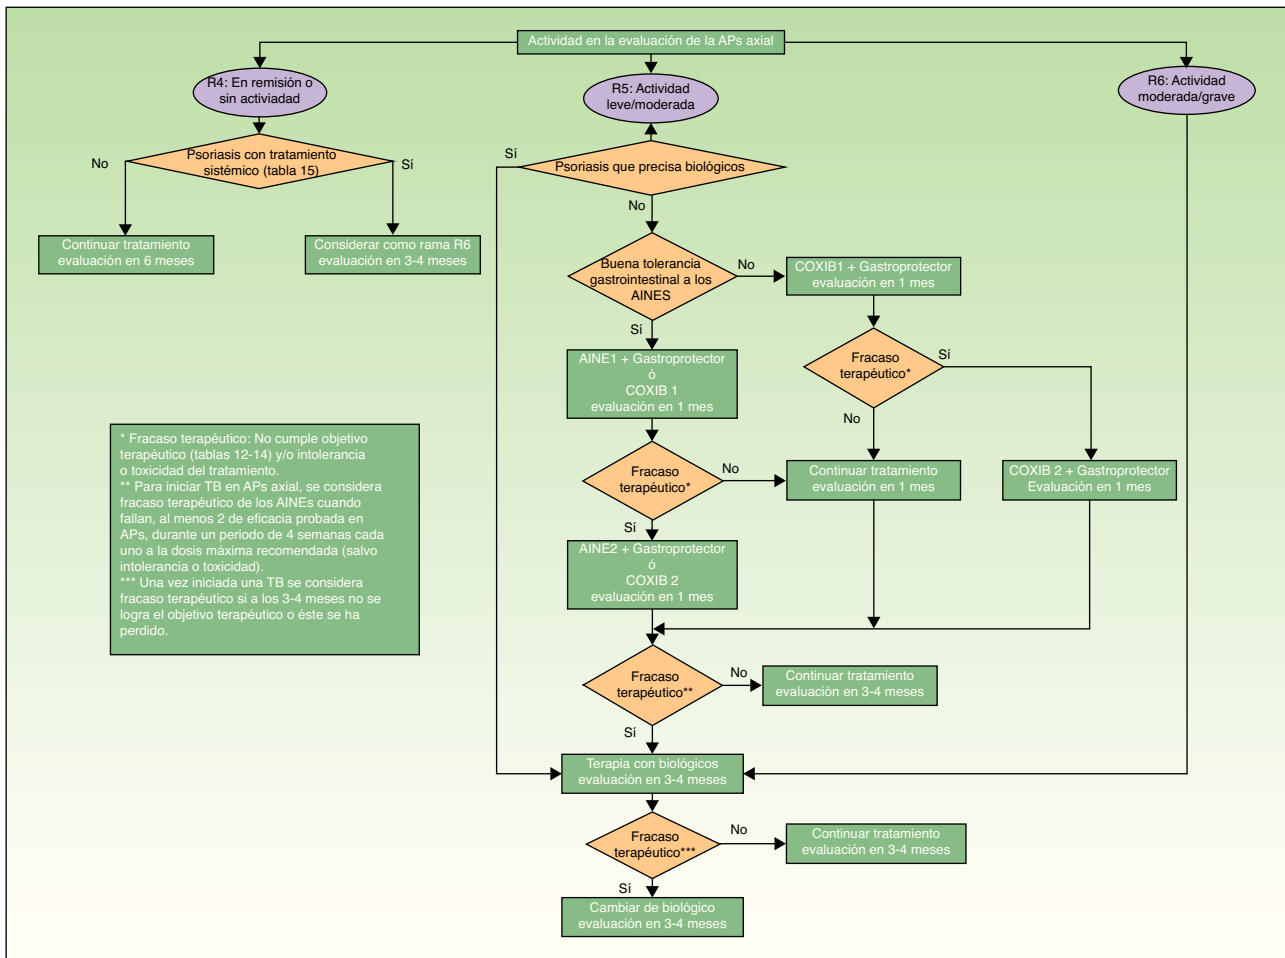 Actividad en la evaluación de la APs axial
R4: En remisión o
sin activiadad
R5: Actividad
leve/moderada
R6: Actividad
moderada/grave
Psoriasis con tratamiento
sistémico (tabla 15)
No
Sí
Continuar tratamiento
evaluación en 6 meses
Considerar como rama R6
evaluación en 3-4 meses
Sí
Psoriasis que precisa biológicos
No
Buena tolerancia
gastrointestinal a los
AINES
No
COXIB1 + Gastroprotector
evaluación en 1 mes
Sí
AINE1 + Gastroprotector
ó
COXIB 1
evaluación en 1 mes
Fracaso
terapéutico*
Sí
No
Fracaso
terapéutico*
No
Continuar tratamiento
evaluación en 1 mes
COXIB 2 + Gastroprotector
Evaluación en 1 mes
Sí
AINE2 + Gastroprotector
ó
COXIB 2
evaluación en 1 mes
* Fracaso terapéutico: No cumple objetivo
terapéutico (tablas 12-14) y/o intolerancia
o toxicidad del tratamiento.
** Para iniciar TB en APs axial, se considera
fracaso terapéutico de los AINEs cuando
fallan, al menos 2 de eficacia probada en
APs, durante un periodo de 4 semanas cada
uno a la dosis máxima recomendada (salvo
intolerancia o toxicidad).
*** Una vez iniciada una TB se considera
fracaso terapéutico si a los 3-4 meses no se
logra el objetivo terapéutico o éste se ha
perdido.
Fracaso
terapéutico**
No
Continuar tratamiento
evaluación en 3-4 meses
Sí
Terapia con biológicos
evaluación en 3-4 meses
Fracaso
terapéutico***
No
Continuar tratamiento
evaluación en 3-4 meses
Sí
Cambiar de biológico
evaluación en 3-4 meses